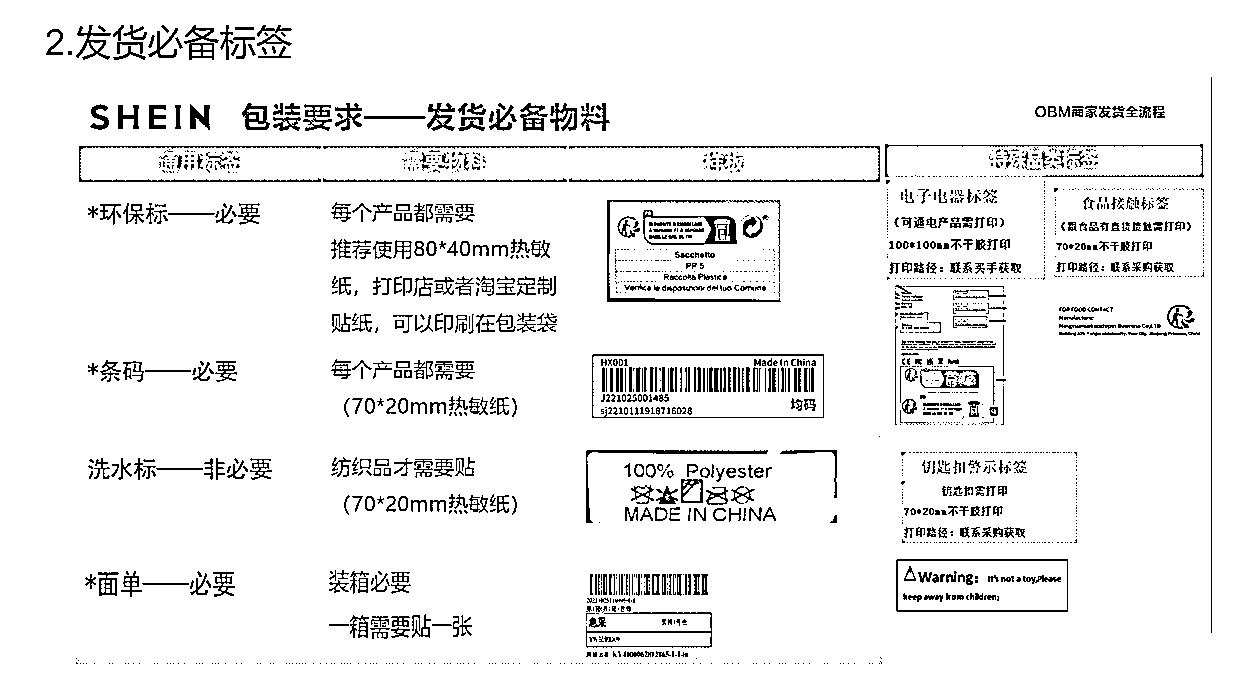 2.发货必备标签
SHEIN 包装要求——发货必备物料
OBM商家发货全流程
通用标签 需要物料 样板 特殊品类标签
*环保标——必要
每个产品都需要
推荐使用80*40mm热敏
纸，打印店或者淘宝定制
贴纸，可以印刷在包装袋
Sacchetto
PP 5
Raccolta Plastica
Verifica le disposizioni del tuo Comune
*条码——必要
每个产品都需要
（70*20mm热敏纸）
HX001 Made in China
J221025001485
sj2210111918716028 均码
洗水标——非必要
纺织品才需要贴
（70*20mm热敏纸）
100% Polyester
MADE IN CHINA
*面单——必要
装箱必要
一箱需要贴一张
急采
电子电器标签
（可通电产品需打印）
100*100mm不干胶打印
打印路径：联系买手获取
食品接触标签
（跟食品有直接接触需打印）
70*20mm不干胶打印
打印路径：联系采购获取
FOR FOOD CONTACT
Manufacturer:
钥匙扣警示标签
钥匙扣需打印
70*20mm不干胶打印
打印路径：联系采购获取
Warning: It's not a toy,Please
keep away from children;